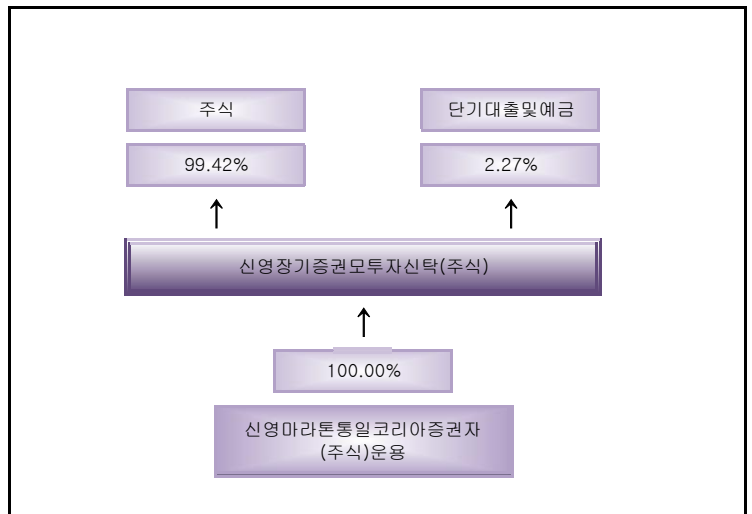 주식
단기대출및예금
99.42%
2.27%
↑
↑
신영장기증권모투자신탁(주식)
↑
100.00%
신영마라톤통일코리아증권자
(주식)운용